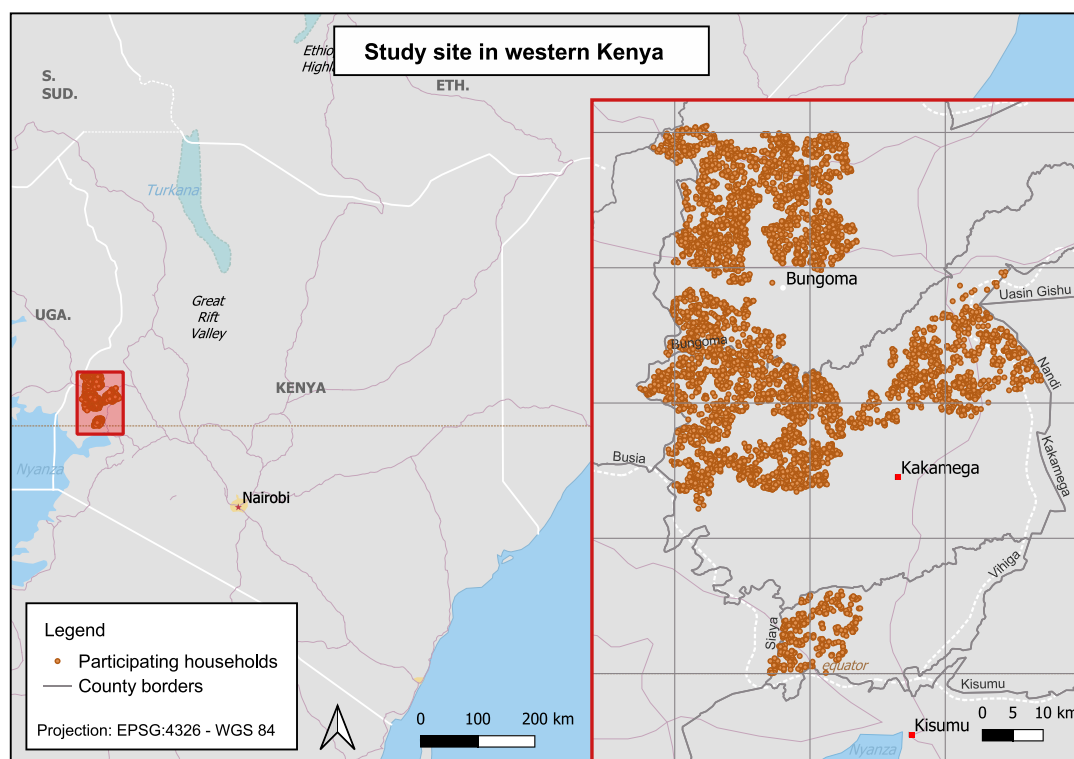 Study site in western Kenya
Ethio
Highl
S.
SUD.
ETH.
Turkana
Great
Rift
Valley
UGA.
KENYA
Nyanza
Nairobi
Legend
Participating households
County borders
Projection: EPSG:4326 - WGS 84
0 100 200 km
Bungoma
Uasin Gishu
Bungoma
Nandi
Busia
Kakamega
Kakamega
Vihiga
Siaya
equator
Kisumu
Kisumu
Nyanza
0 5 10 km